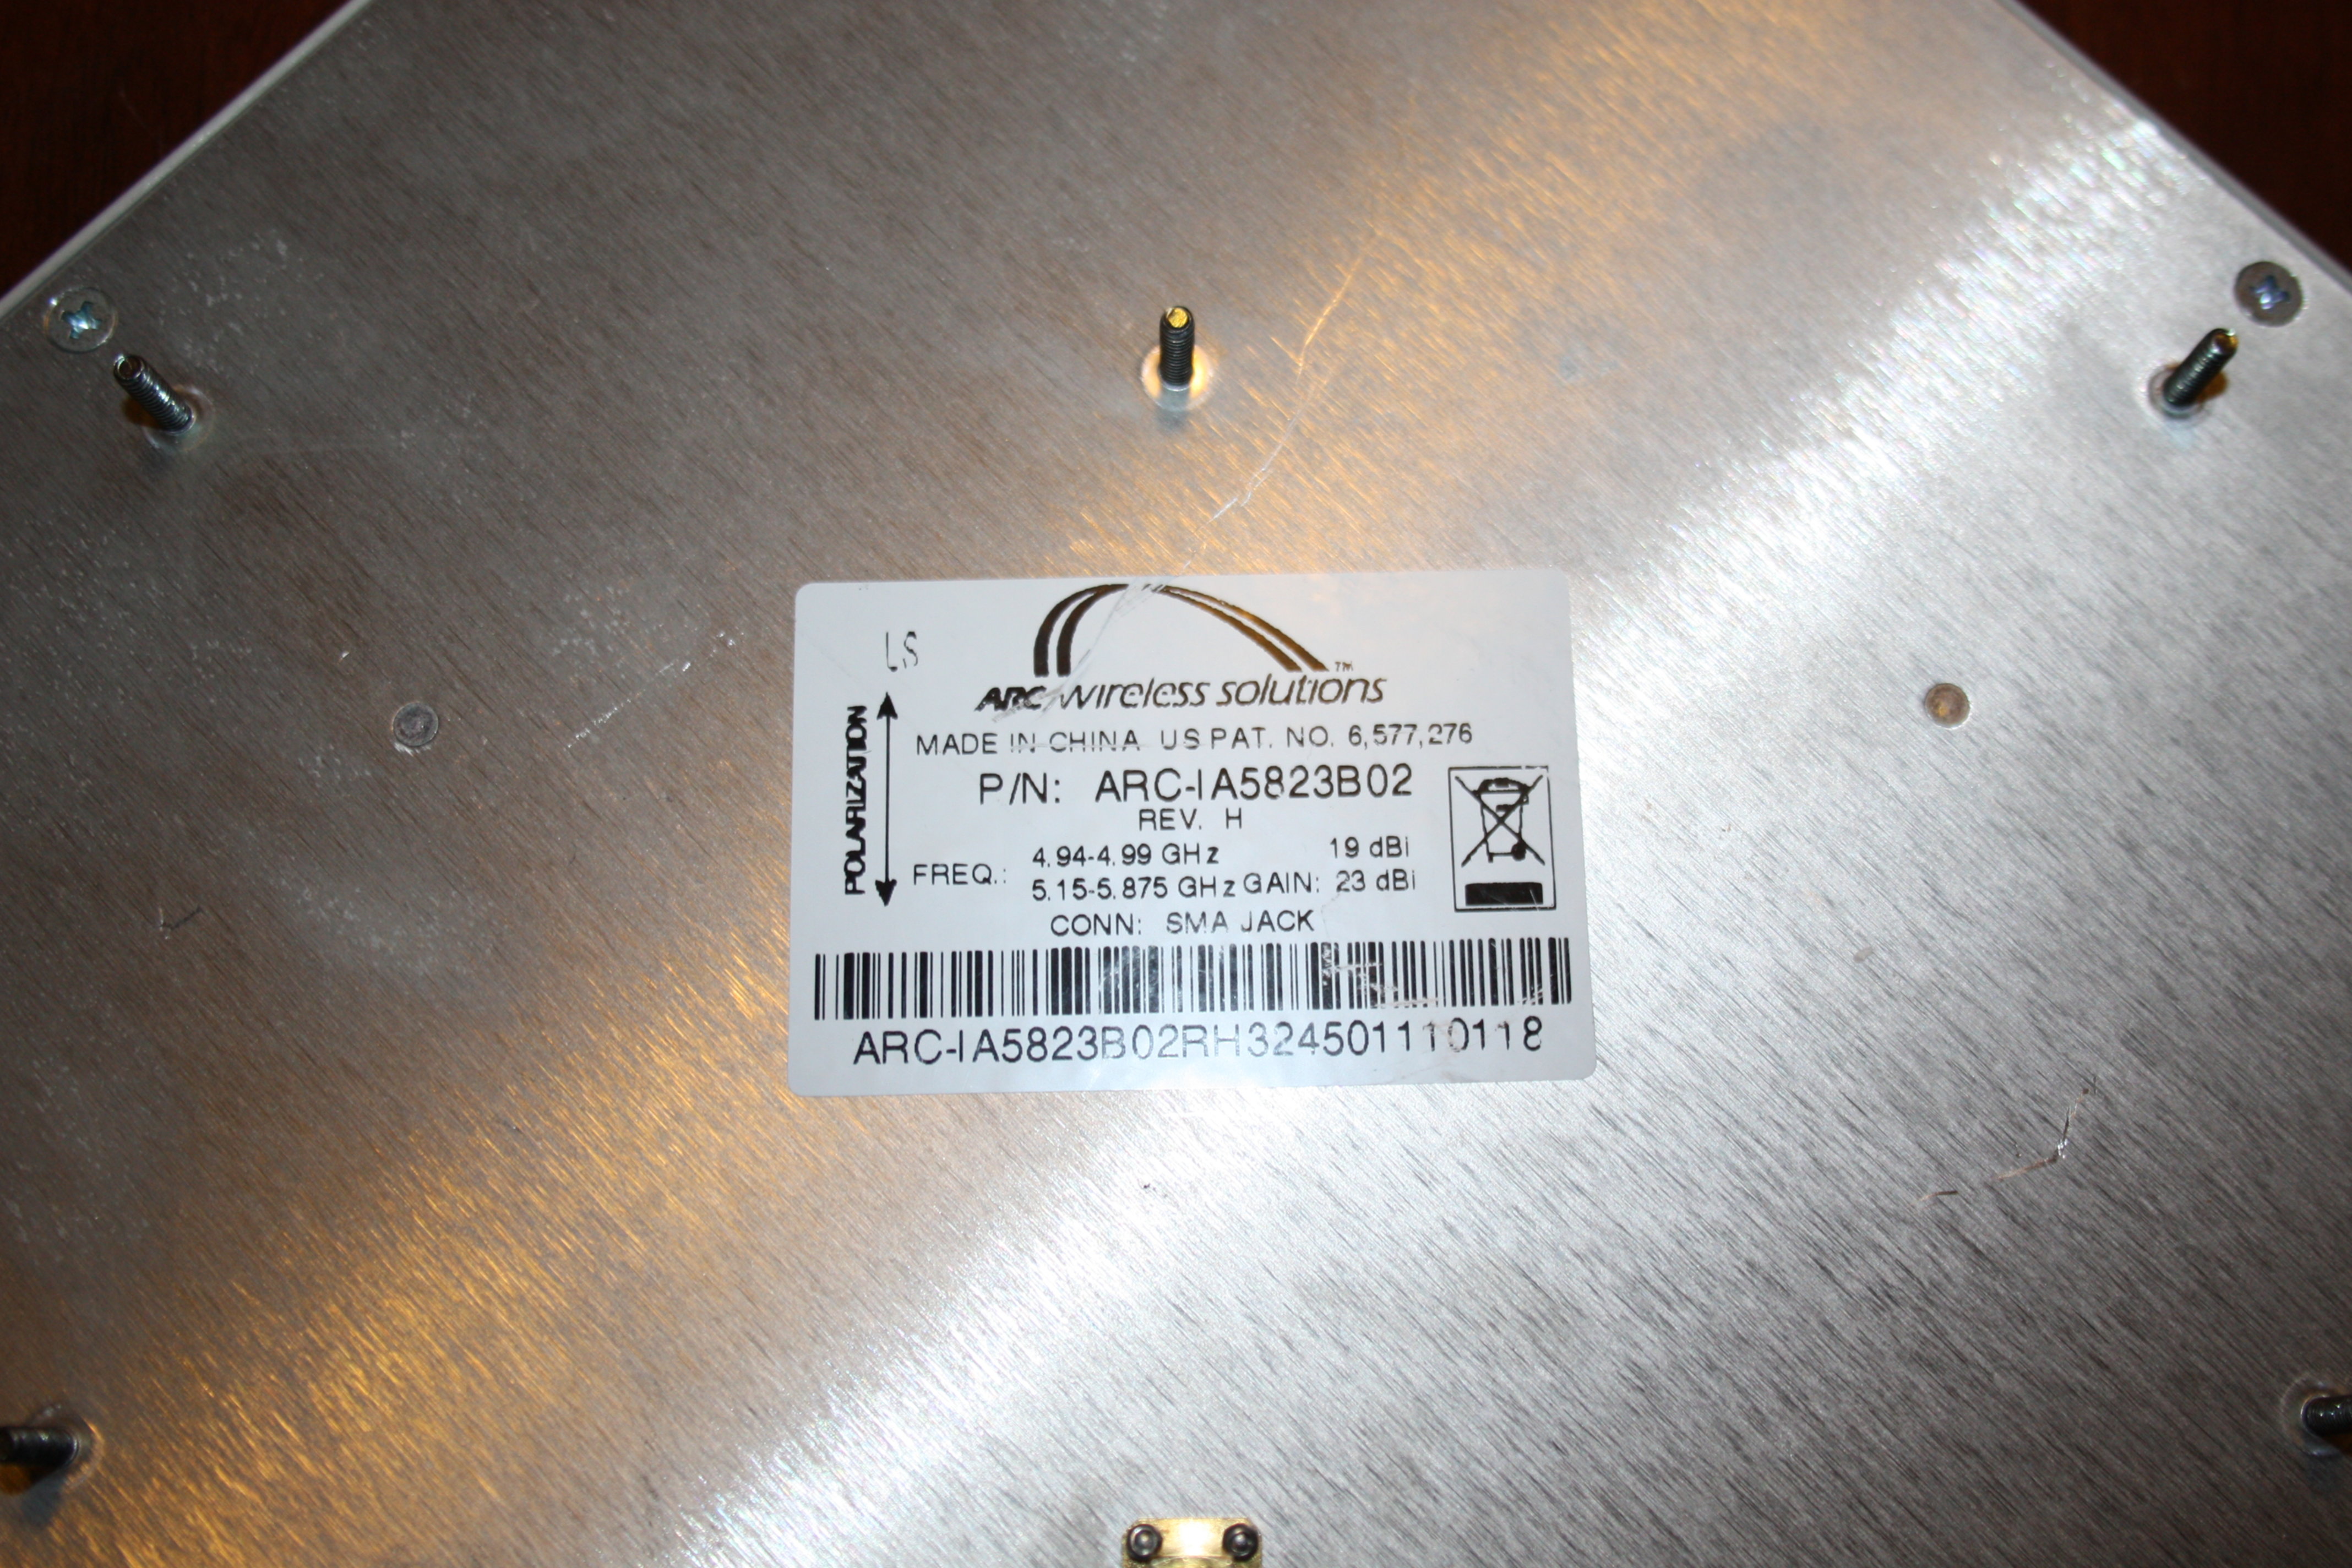 LS
™
ARC wireless solutions
POLARIZATION
MADE IN CHINA US PAT. NO. 6,577,276
P/N: ARC-IA5823B02
REV. H
FREQ.: 4.94-4.99 GHz 19 dBi
5.15-5.875 GHz GAIN: 23 dBi
CONN: SMA JACK
ARC-IA5823B02RH324501110118